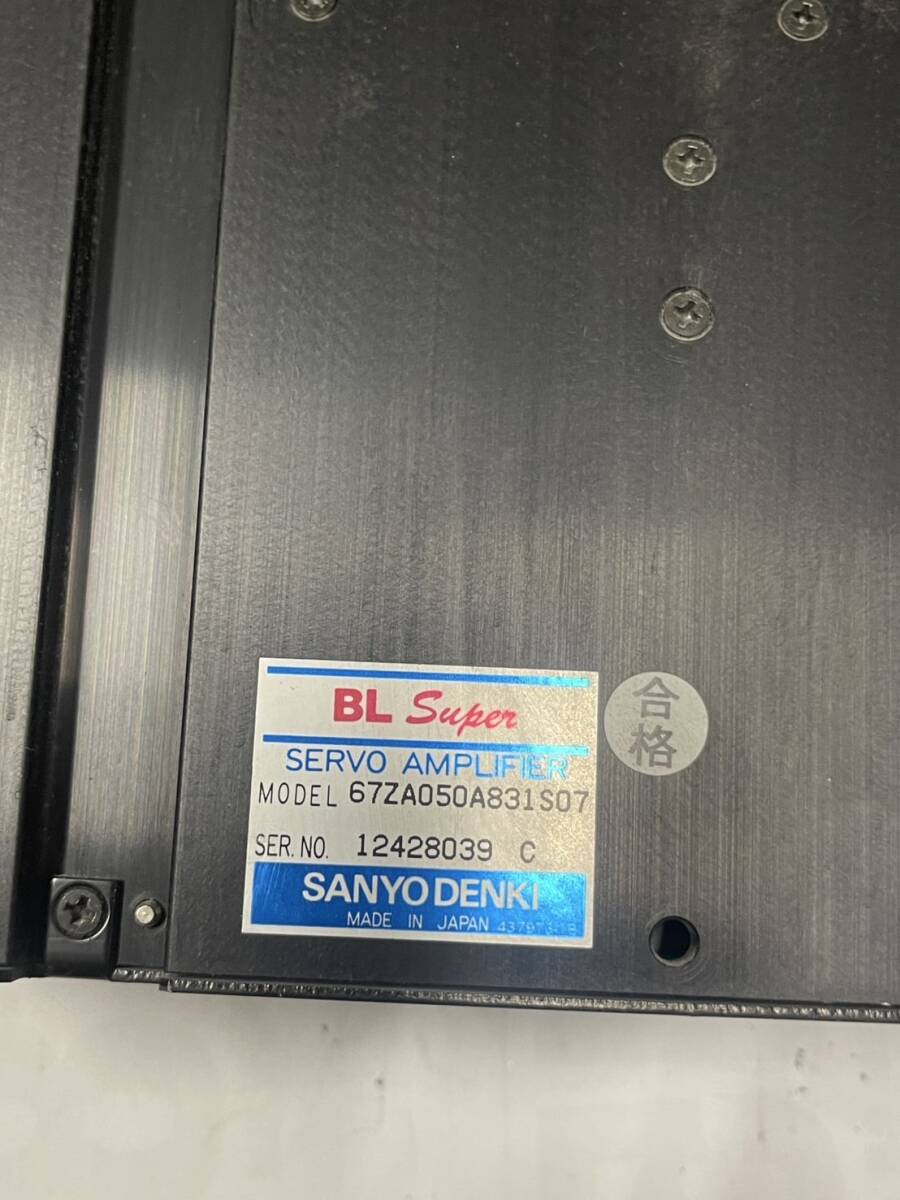 BL Super
SERVO AMPLIFIER
MODEL 67ZA050A831S07
SER. NO. 12428039 C
SANYO DENKI
MADE IN JAPAN
合格